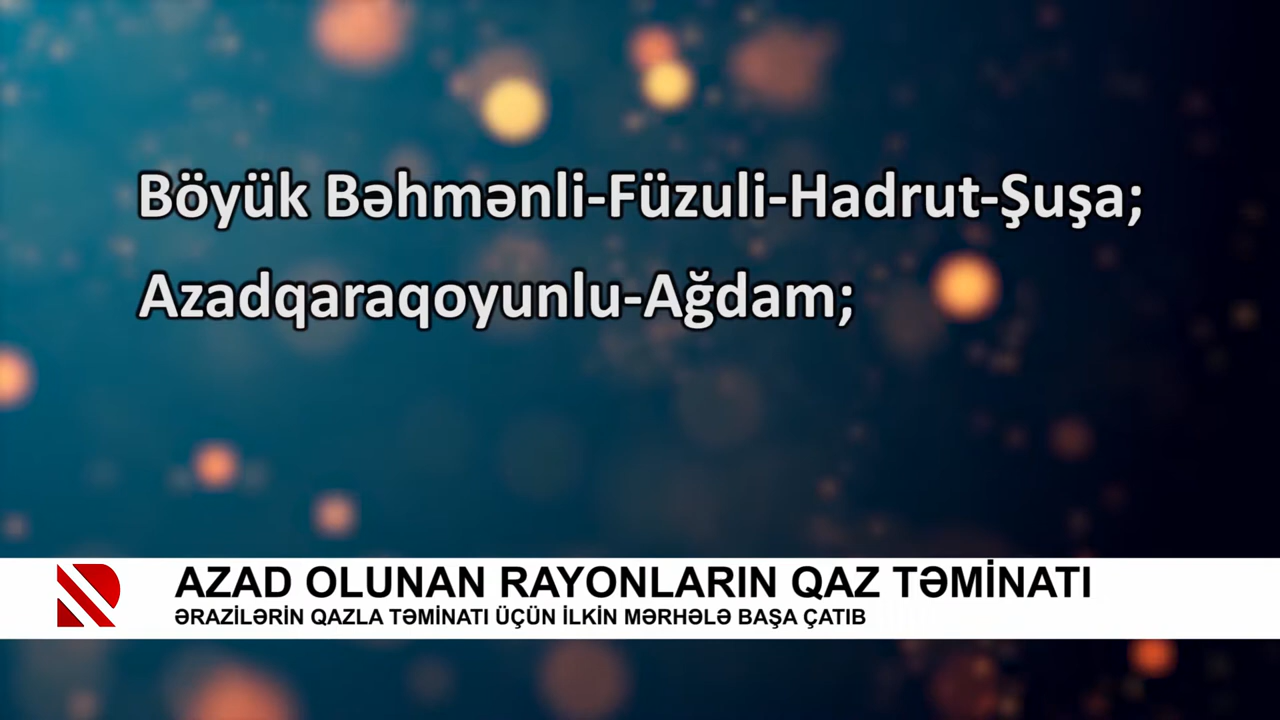 Böyük Bəhmənli-Füzuli-Hadrut-Şuşa;
Azadqaraqoyunlu-Ağdam;
AZAD OLUNAN RAYONLARIN QAZ TƏMİNATI
ƏRAZİLƏRİN QAZLA TƏMİNATI ÜÇÜN İLKİN MƏRHƏLƏ BAŞA ÇATIB